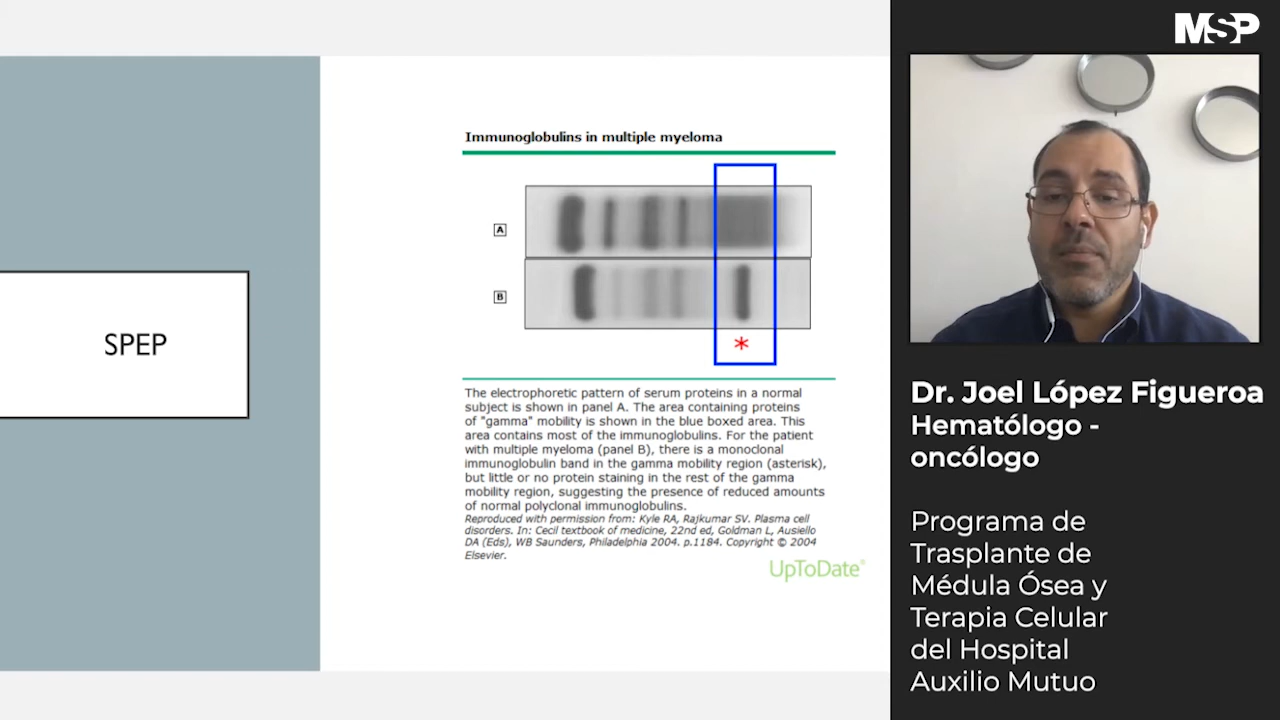 SPEP
Immunoglobulins in multiple myeloma
A
B
*
The electrophoretic pattern of serum proteins in a normal
subject is shown in panel A. The area containing proteins
of "gamma" mobility is shown in the blue boxed area. This
area contains most of the immunoglobulins. For the patient
with multiple myeloma (panel B), there is a monoclonal
immunoglobulin band in the gamma mobility region (asterisk),
but little or no protein staining in the rest of the gamma
mobility region, suggesting the presence of reduced amounts
of normal polyclonal immunoglobulins.
Reproduced with permission from: Kyle RA, Rajkumar SV. Plasma cell
disorders. In: Cecil textbook of medicine, 22nd ed, Goldman L, Ausiello
DA (Eds), WB Saunders, Philadelphia 2004. p.1184. Copyright © 2004
Elsevier.
UpToDate®
MSP
Dr. Joel López Figueroa
Hematólogo -
oncólogo
Programa de
Trasplante de
Médula Ósea y
Terapia Celular
del Hospital
Auxilio Mutuo